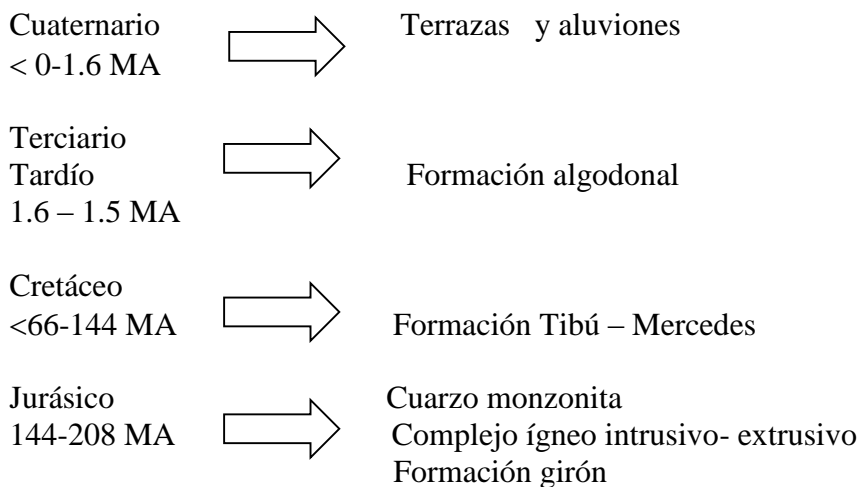 Cuaternario
< 0-1.6 MA
Terrazas y aluviones
Terciario
Tardío
1.6 – 1.5 MA
Formación algodonal
Cretáceo
<66-144 MA
Formación Tibú – Mercedes
Jurásico
144-208 MA
Cuarzo monzonita
Complejo ígneo intrusivo- extrusivo
Formación girón